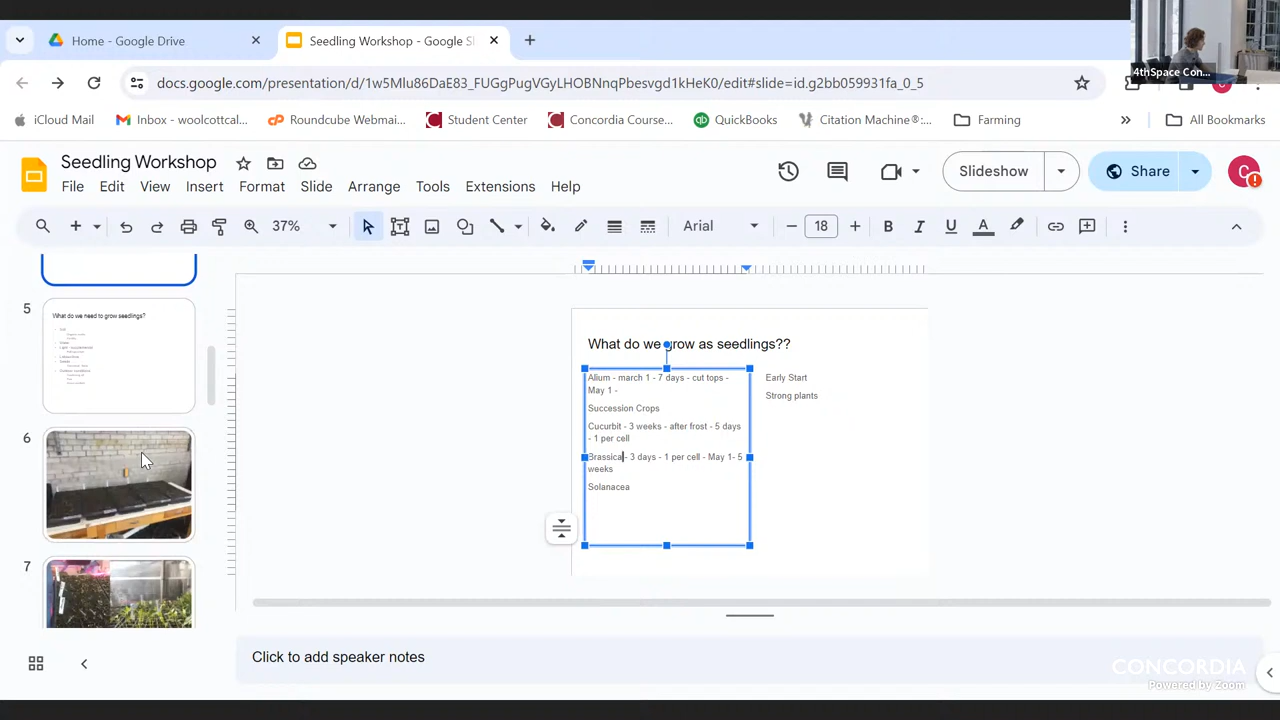 Home - Google Drive
Seedling Workshop - Google Sl
4thSpace Con...
docs.google.com/presentation/d/1w5Mlu86DaE83_FUGgPugVGyLHOBNnqPbesvgd1kHeK0/edit#slide=id.g2bb059931fa_0_5
iCloud Mail
Inbox - woolcottcal...
Roundcube Webmai...
Student Center
Concordia Course...
QuickBooks
Citation Machine®:...
Farming
All Bookmarks
Seedling Workshop
File Edit View Insert Format Slide Arrange Tools Extensions Help
Slideshow
Share
C
37%
Arial
18
5
What do we need to grow seedlings?
6
7
What do we grow as seedlings??
Alium - march 1 - 7 days - cut tops -
May 1 -
Succession Crops
Cucurbit - 3 weeks - after frost - 5 days
- 1 per cell
Brassica - 3 days - 1 per cell - May 1- 5
weeks
Solanacea
Early Start
Strong plants
Click to add speaker notes
CONCORDIA
Powered by Zoom